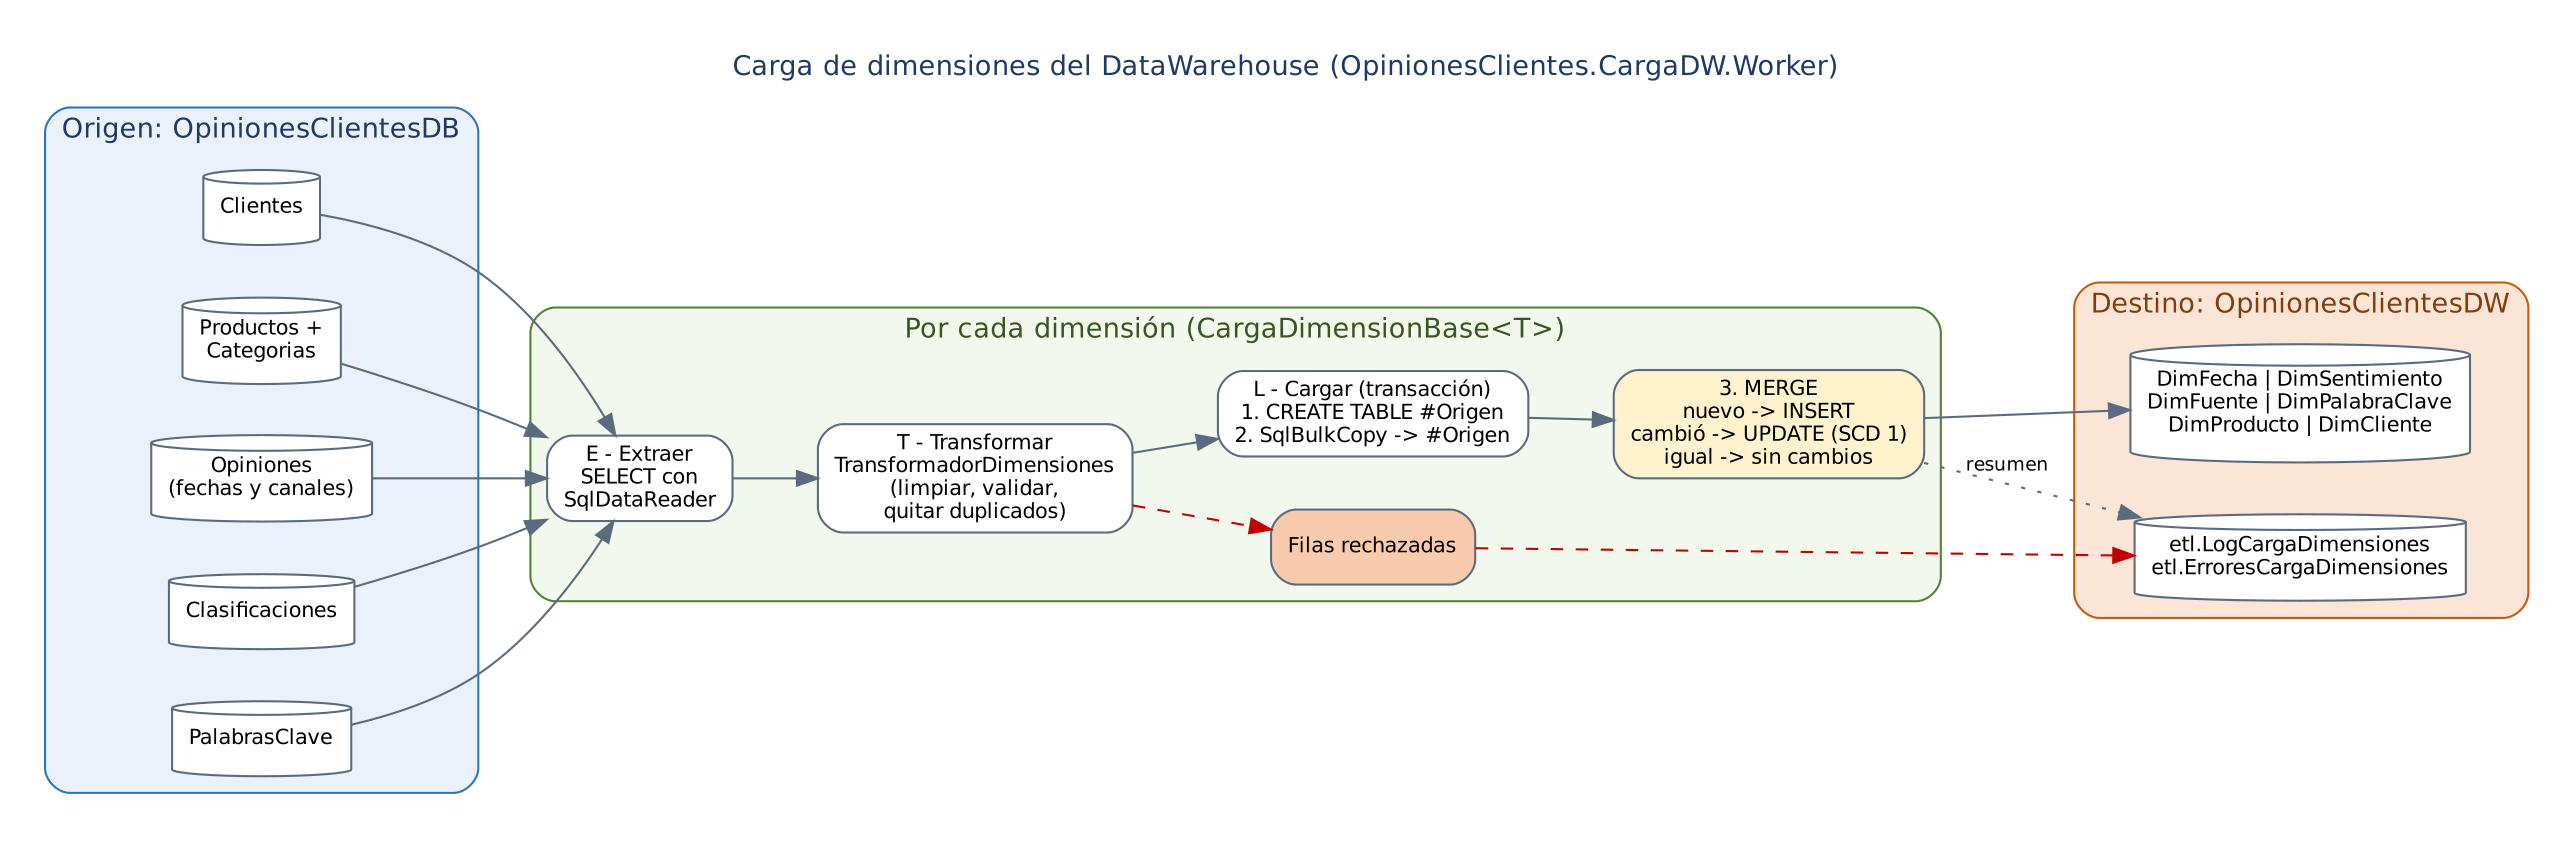 Carga de dimensiones del DataWarehouse (OpinionesClientes.CargaDW.Worker)
Origen: OpinionesClientesDB
Clientes
Productos +
Categorias
Opiniones
(fechas y canales)
Clasificaciones
PalabrasClave
Por cada dimensión (CargaDimensionBase<T>)
E - Extraer
SELECT con
SqlDataReader
T - Transformar
TransformadorDimensiones
(limpiar, validar,
quitar duplicados)
L - Cargar (transacción)
1. CREATE TABLE #Origen
2. SqlBulkCopy -> #Origen
Filas rechazadas
3. MERGE
nuevo -> INSERT
cambió -> UPDATE (SCD 1)
igual -> sin cambios
resumen
Destino: OpinionesClientesDW
DimFecha | DimSentimiento
DimFuente | DimPalabraClave
DimProducto | DimCliente
etl.LogCargaDimensiones
etl.ErroresCargaDimensiones